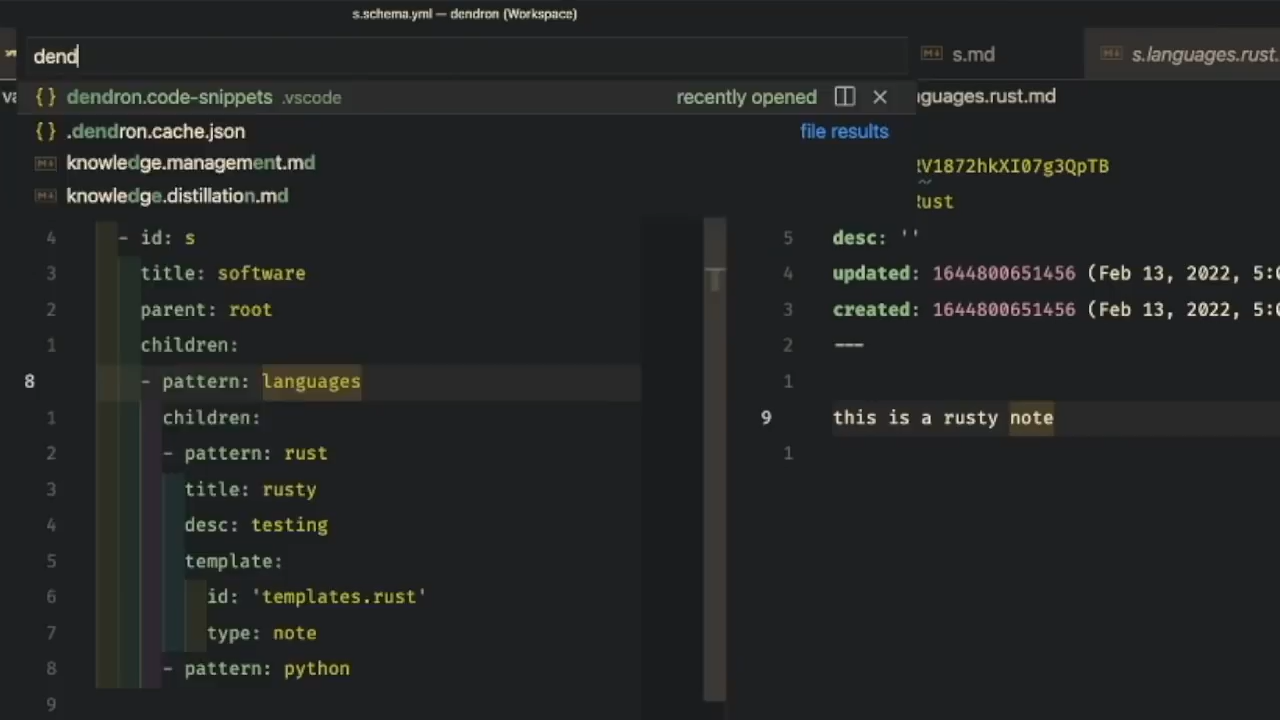 s.schema.yml — dendron (Workspace)
dend
s.md
s.languages.rust.
dendron.code-snippets .vscode
recently opened
nguages.rust.md
.dendron.cache.json
file results
knowledge.management.md
knowledge.distillation.md
RV1872hkXI07g3QpTB
Rust
4 - id: s
3 title: software
2 parent: root
1 children:
8 - pattern: languages
1 children:
2 - pattern: rust
3 title: rusty
4 desc: testing
5 template:
6 id: 'templates.rust'
7 type: note
8 - pattern: python
9
5 desc: ''
4 updated: 1644800651456 (Feb 13, 2022, 5:0
3 created: 1644800651456 (Feb 13, 2022, 5:0
2 ---
1
9 this is a rusty note
1